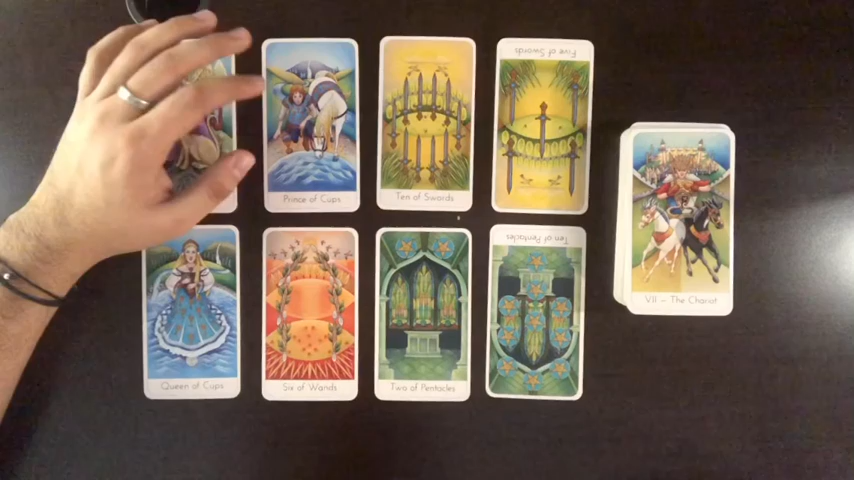 Prince of Cups
Ten of Swords
Five of Swords
Queen of Cups
Six of Wands
Two of Pentacles
Ten of Pentacles
VII - The Chariot